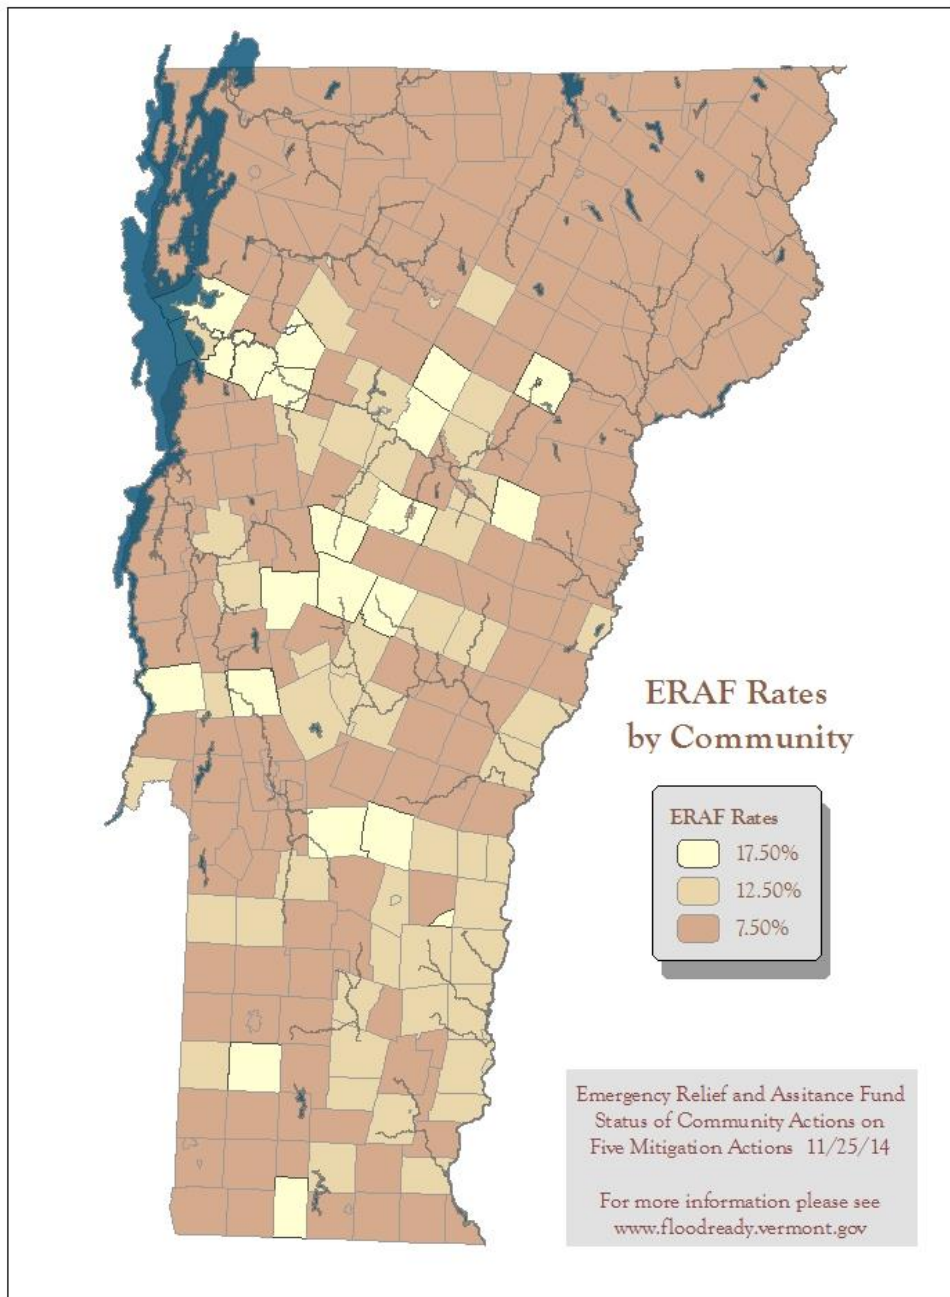 ERAF Rates
by Community
ERAF Rates
17.50%
12.50%
7.50%
Emergency Relief and Assitance Fund
Status of Community Actions on
Five Mitigation Actions 11/25/14
For more information please see
www.floodready.vermont.gov